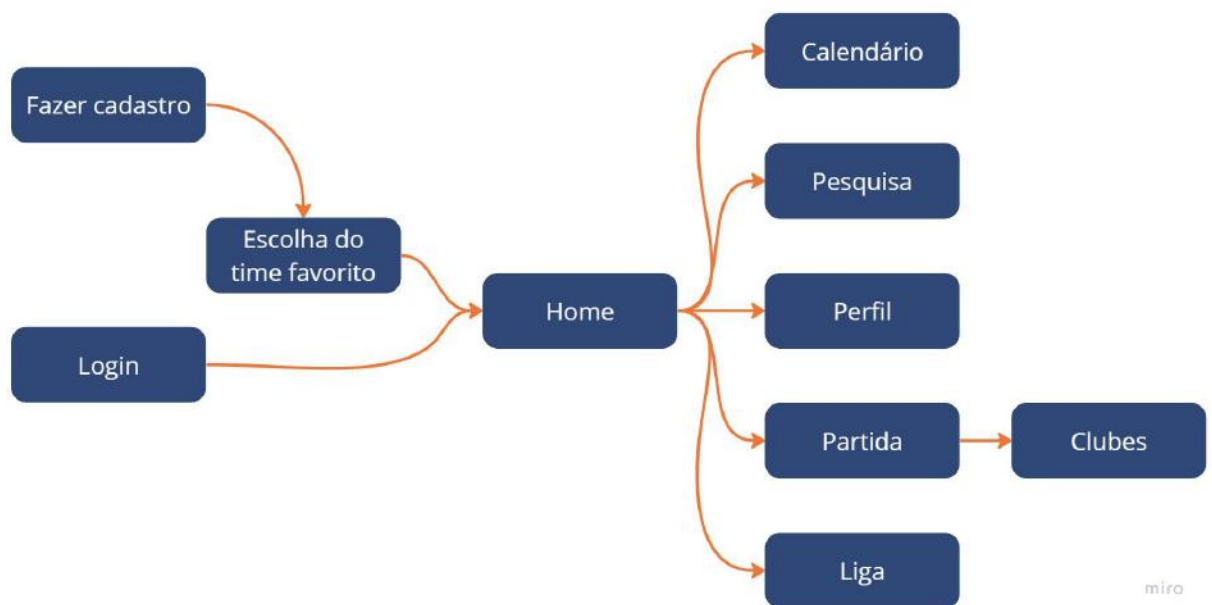 Fazer cadastro
Escolha do
time favorito
Login
Home
Calendário
Pesquisa
Perfil
Partida
Clubes
Liga
miro